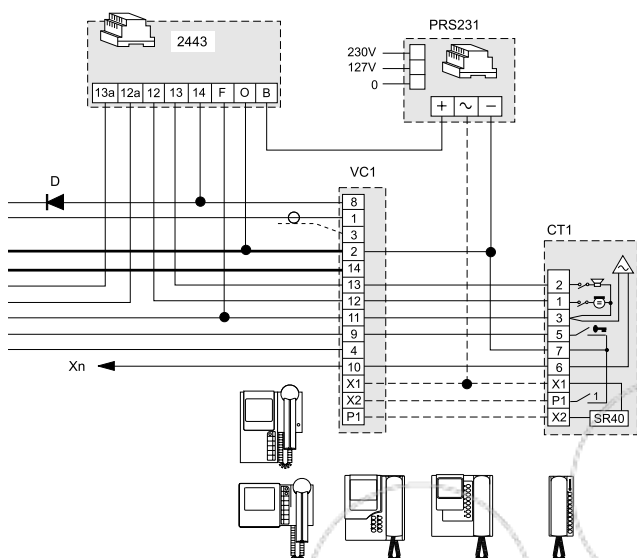 PRS231
2443
230V
127V
0
13a 12a 12 13 14 F O B
+ ~ −
D
VC1
8
1
3
2
14
13
12
11
9
4
10
X1
X2
P1
CT1
2
1
3
5
7
6
X1
P1 1
X2 SR40
Xn